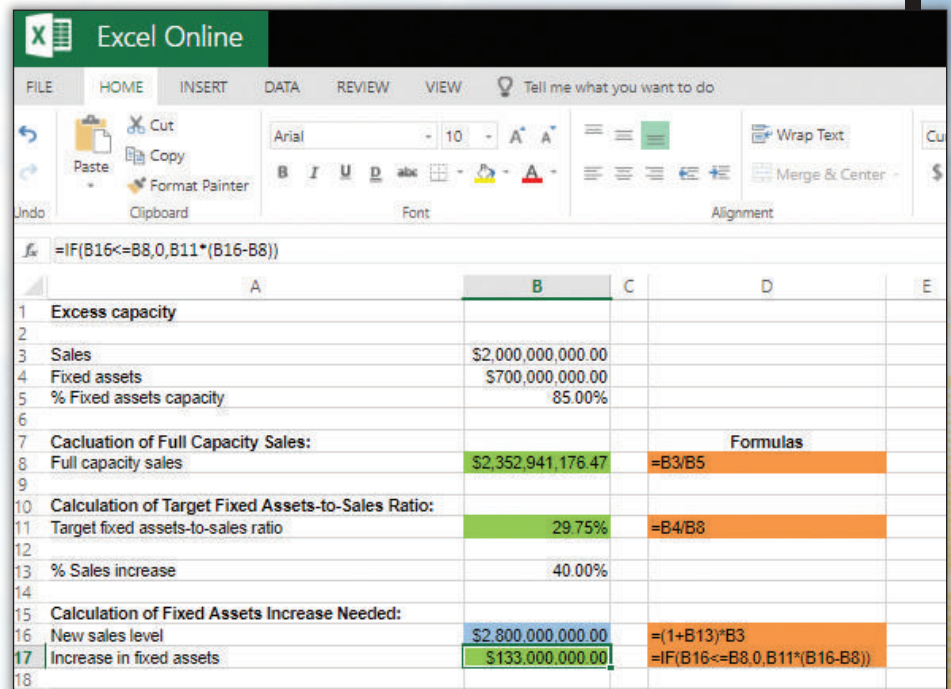 Excel Online
FILE HOME INSERT DATA REVIEW VIEW Tell me what you want to do
Cut
Copy
Paste
Format Painter
Arial 10 A A
B I U D abc A
Wrap Text
Merge & Center
$
Undo Clipboard Font Alignment
fx =IF(B16<=B8,0,B11*(B16-B8))
A B C D E
1 Excess capacity
2
3 Sales $2,000,000,000.00
4 Fixed assets $700,000,000.00
5 % Fixed assets capacity 85.00%
6
7 Cacluation of Full Capacity Sales: Formulas
8 Full capacity sales $2,352,941,176.47 =B3/B5
9
10 Calculation of Target Fixed Assets-to-Sales Ratio:
11 Target fixed assets-to-sales ratio 29.75% =B4/B8
12
13 % Sales increase 40.00%
14
15 Calculation of Fixed Assets Increase Needed:
16 New sales level $2,800,000,000.00 =(1+B13)*B3
17 Increase in fixed assets $133,000,000.00 =IF(B16<=B8,0,B11*(B16-B8))
18